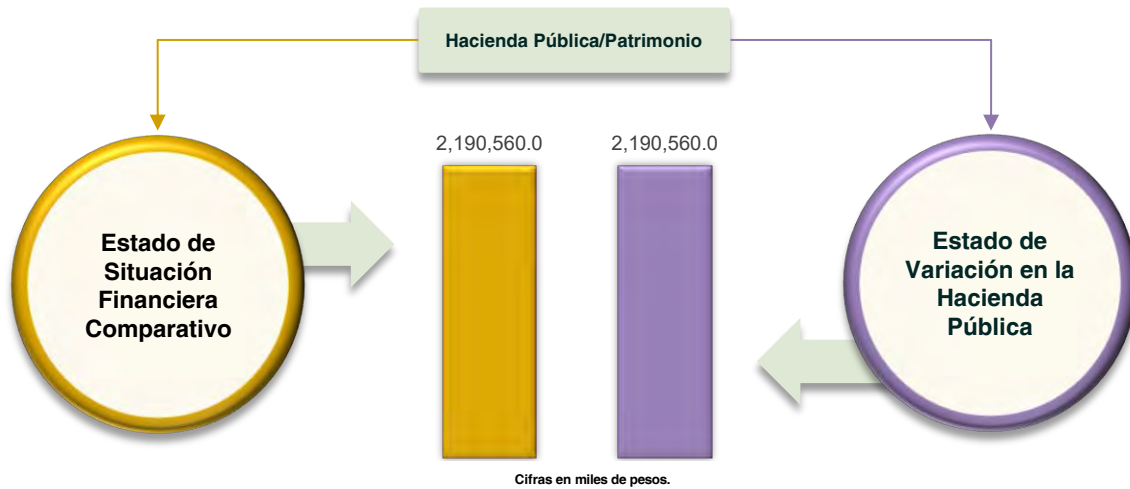 Hacienda Pública/Patrimonio
2,190,560.0
2,190,560.0
Estado de
Situación
Financiera
Comparativo
Estado de
Variación en la
Hacienda
Pública
Cifras en miles de pesos.